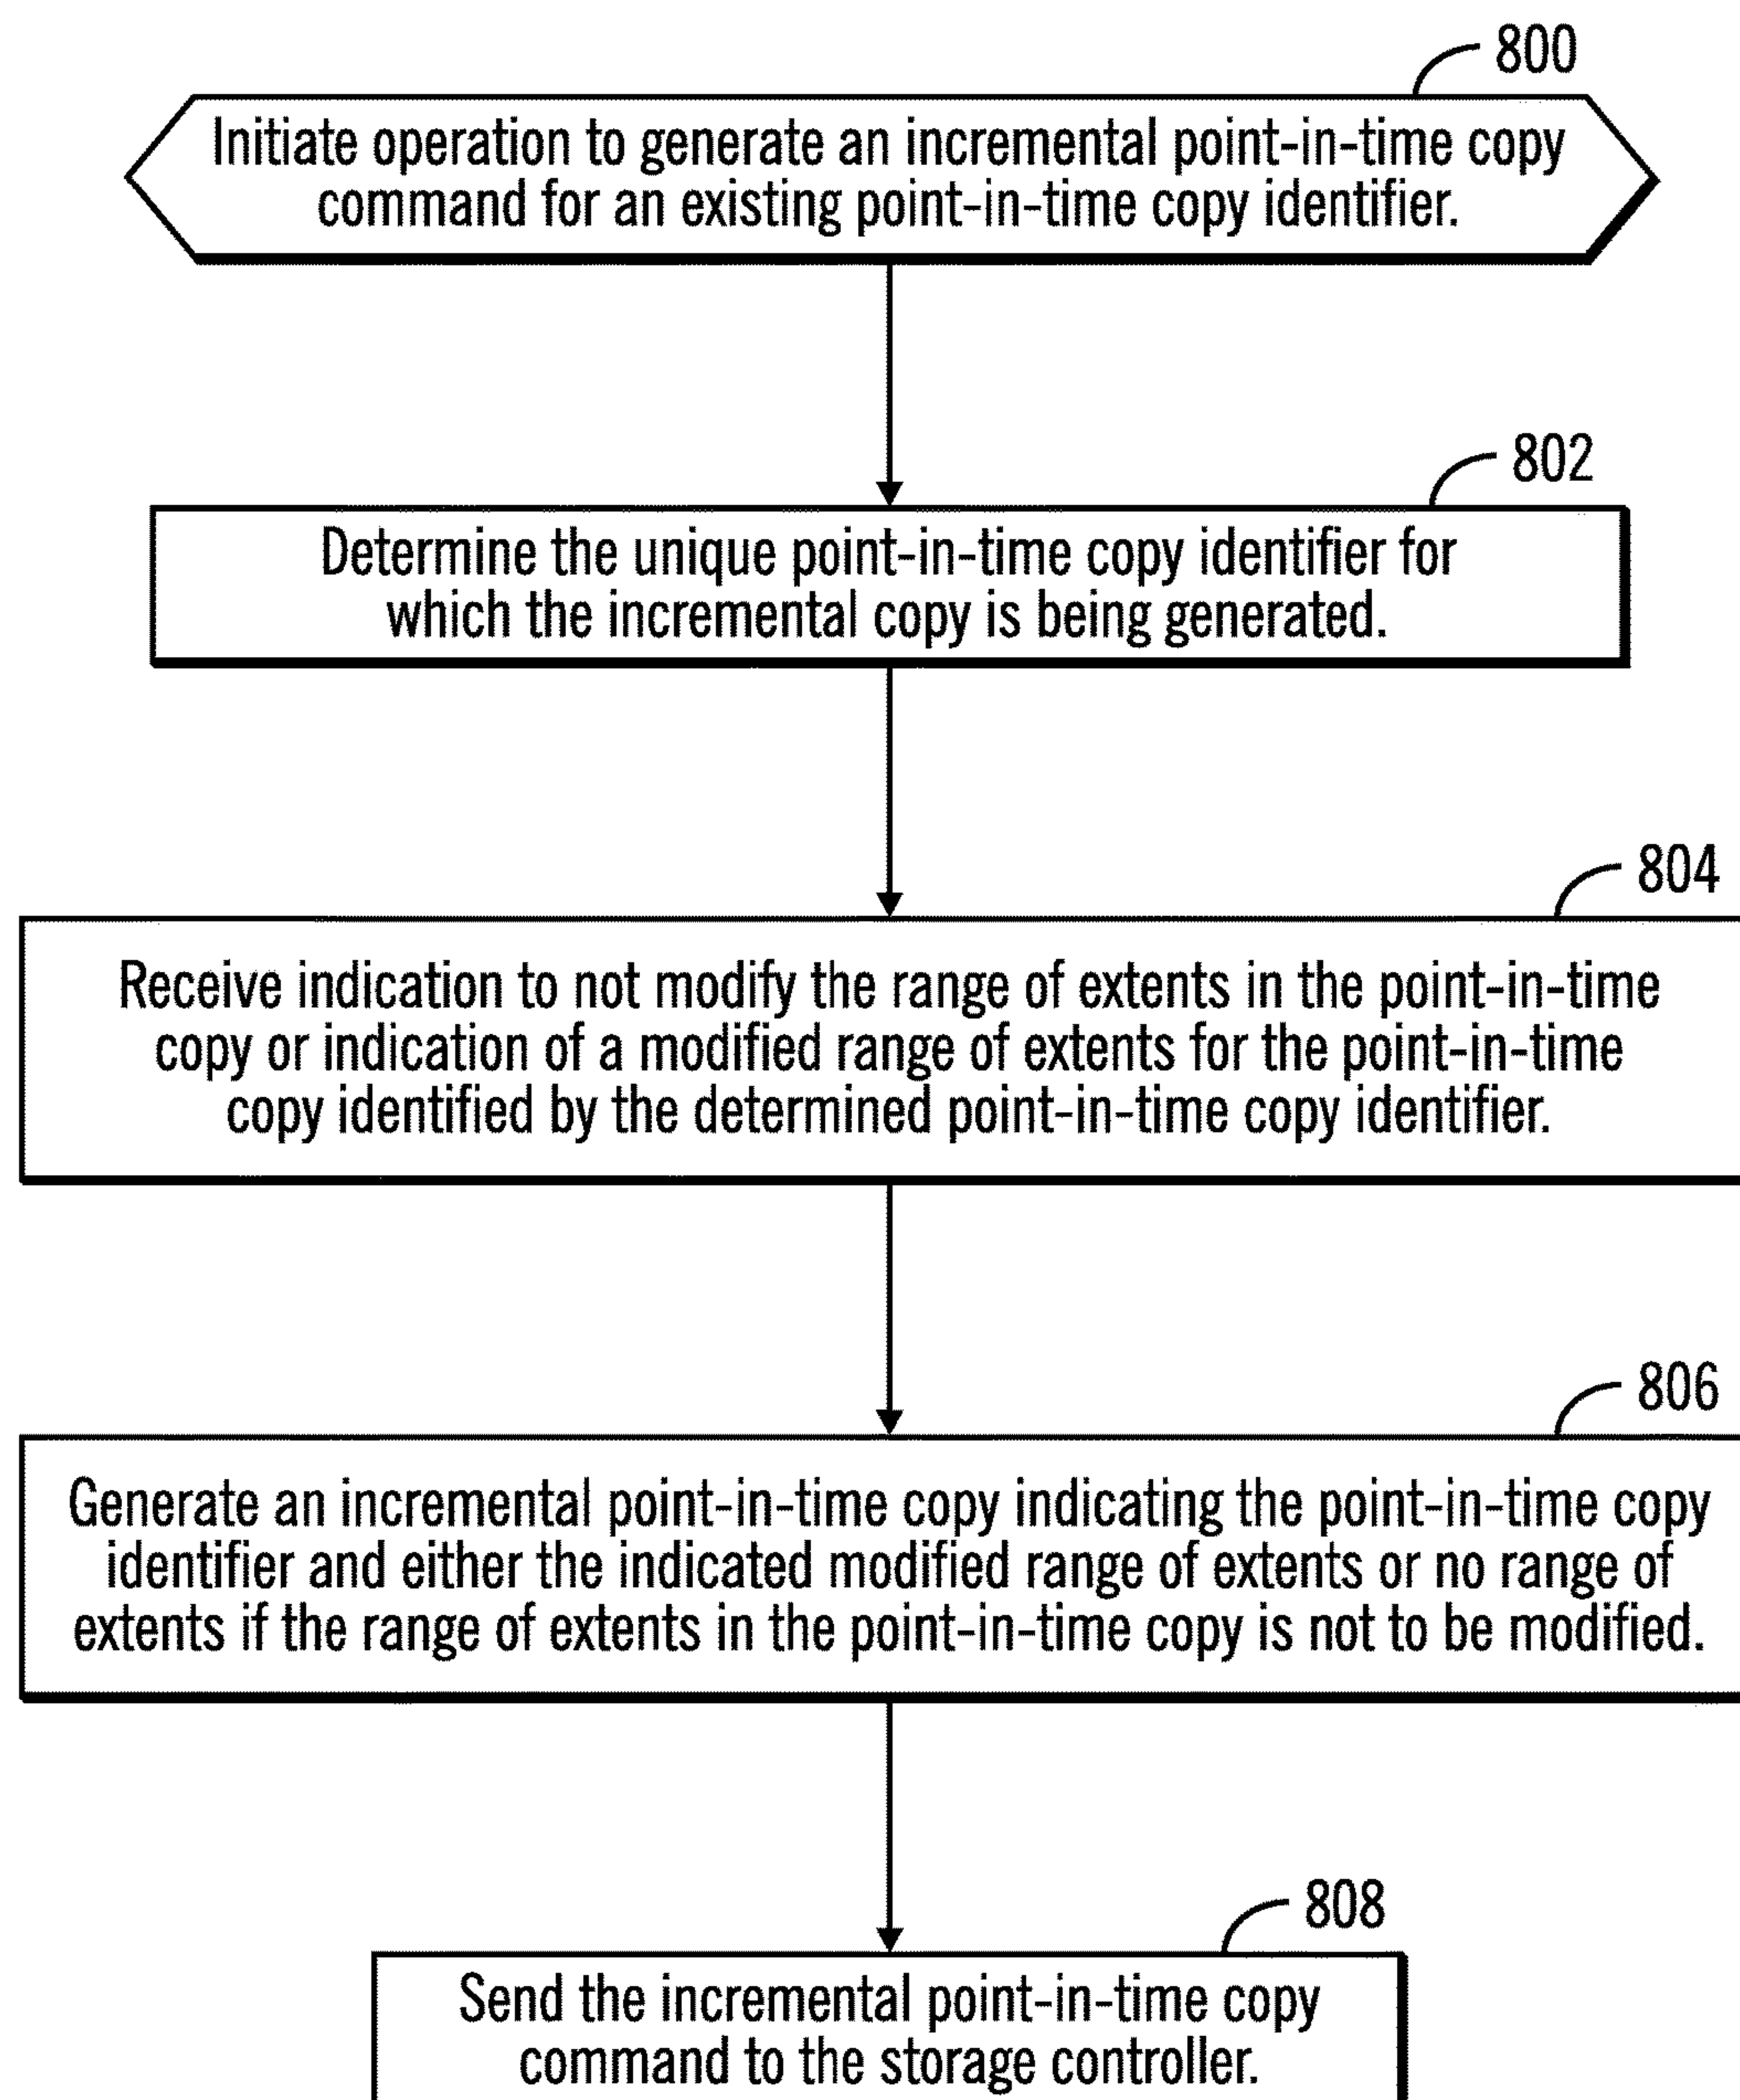 800
Initiate operation to generate an incremental point-in-time copy
command for an existing point-in-time copy identifier.
802
Determine the unique point-in-time copy identifier for
which the incremental copy is being generated.
804
Receive indication to not modify the range of extents in the point-in-time
copy or indication of a modified range of extents for the point-in-time
copy identified by the determined point-in-time copy identifier.
806
Generate an incremental point-in-time copy indicating the point-in-time copy
identifier and either the indicated modified range of extents or no range of
extents if the range of extents in the point-in-time copy is not to be modified.
808
Send the incremental point-in-time copy
command to the storage controller.